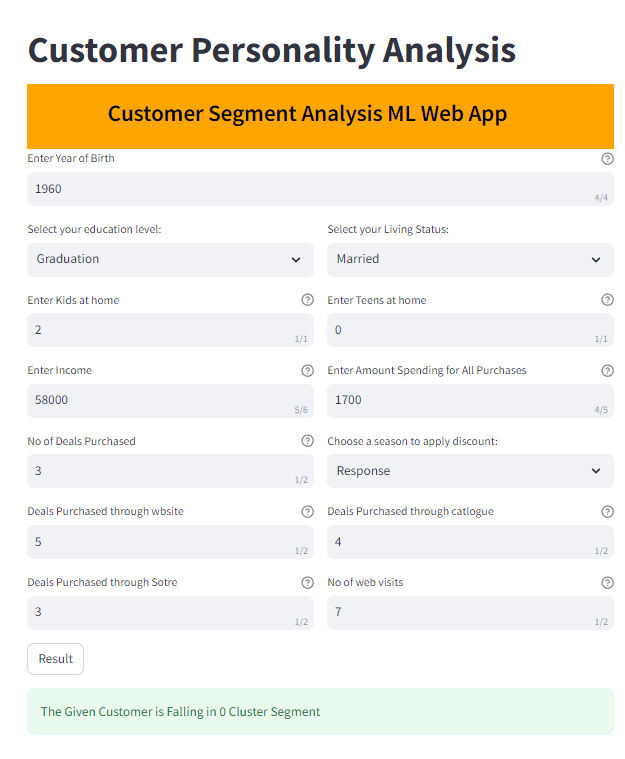 Customer Personality Analysis
Customer Segment Analysis ML Web App
Enter Year of Birth
1960
4/4
Select your education level: Select your Living Status:
Graduation Married
Enter Kids at home Enter Teens at home
2 0
1/1 1/1
Enter Income Enter Amount Spending for All Purchases
58000 1700
5/6 4/5
No of Deals Purchased Choose a season to apply discount:
3 Response
1/2
Deals Purchased through wbsite Deals Purchased through catlogue
5 4
1/2 1/2
Deals Purchased through Sotre No of web visits
3 7
1/2 1/2
Result
The Given Customer is Falling in 0 Cluster Segment